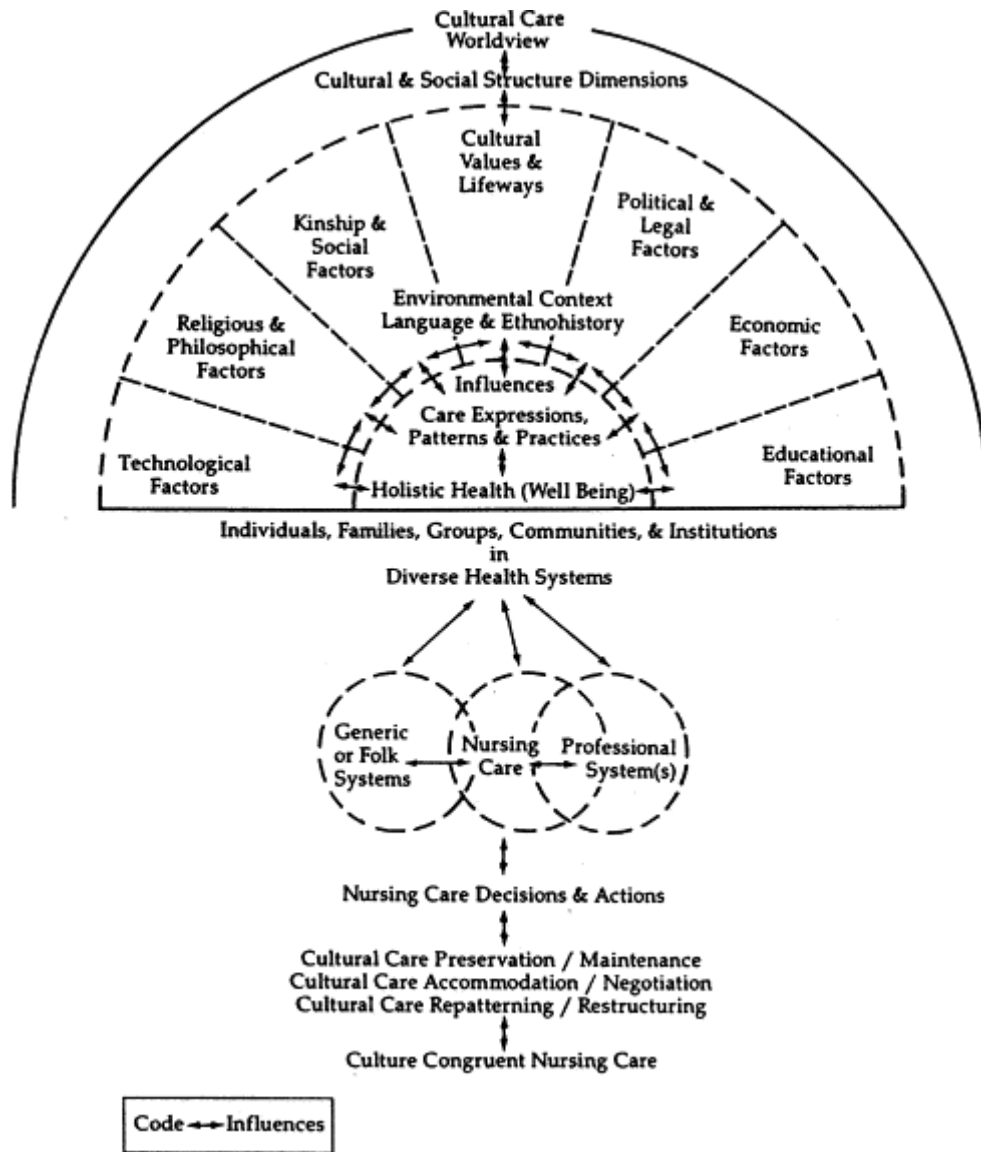 Cultural Care
Worldview
Cultural & Social Structure Dimensions
Cultural
Values &
Lifeways
Kinship &
Social
Factors
Political &
Legal
Factors
Religious &
Philosophical
Factors
Environmental Context
Language & Ethnohistory
Economic
Factors
Influences
Care Expressions,
Patterns & Practices
Technological
Factors
Holistic Health (Well Being)
Educational
Factors
Individuals, Families, Groups, Communities, & Institutions
in
Diverse Health Systems
Generic
or Folk
Systems
Nursing
Care
Professional
System(s)
Nursing Care Decisions & Actions
Cultural Care Preservation / Maintenance
Cultural Care Accommodation / Negotiation
Cultural Care Repatterning / Restructuring
Culture Congruent Nursing Care
Code ↔ Influences